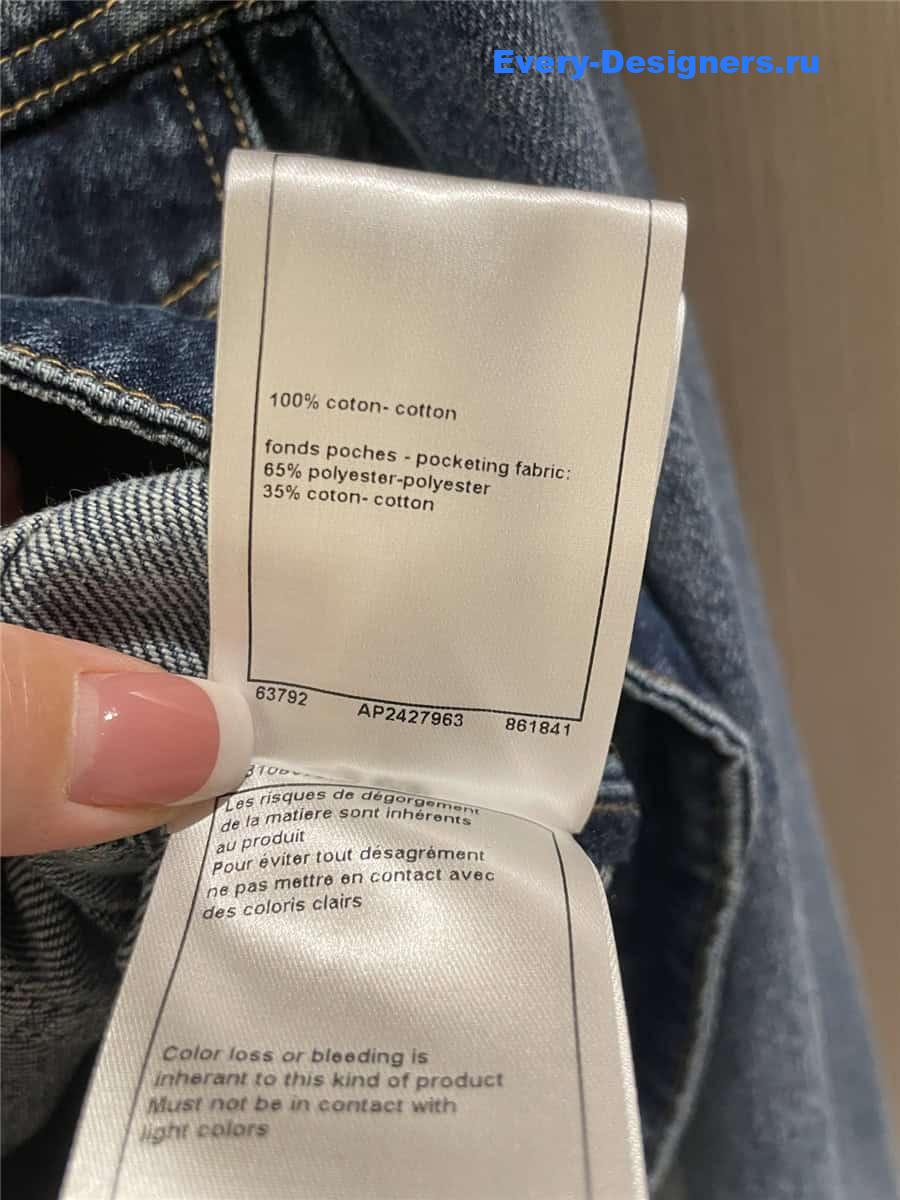 Every-Designers.ru
100% coton- cotton
fonds poches - pocketing fabric:
65% polyester-polyester
35% coton- cotton
63792 AP2427963 861841
Les risques de dégorgement
de la matiere sont inhérents
au produit
Pour éviter tout désagrément
ne pas mettre en contact avec
des coloris clairs
Color loss or bleeding is
inherant to this kind of product
Must not be in contact with
light colors